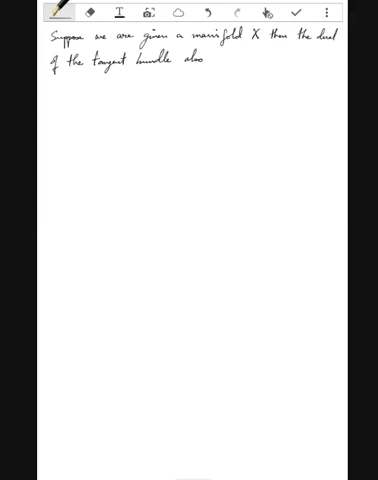 Suppose we are given a manifold X then the dual
of the tangent bundle also